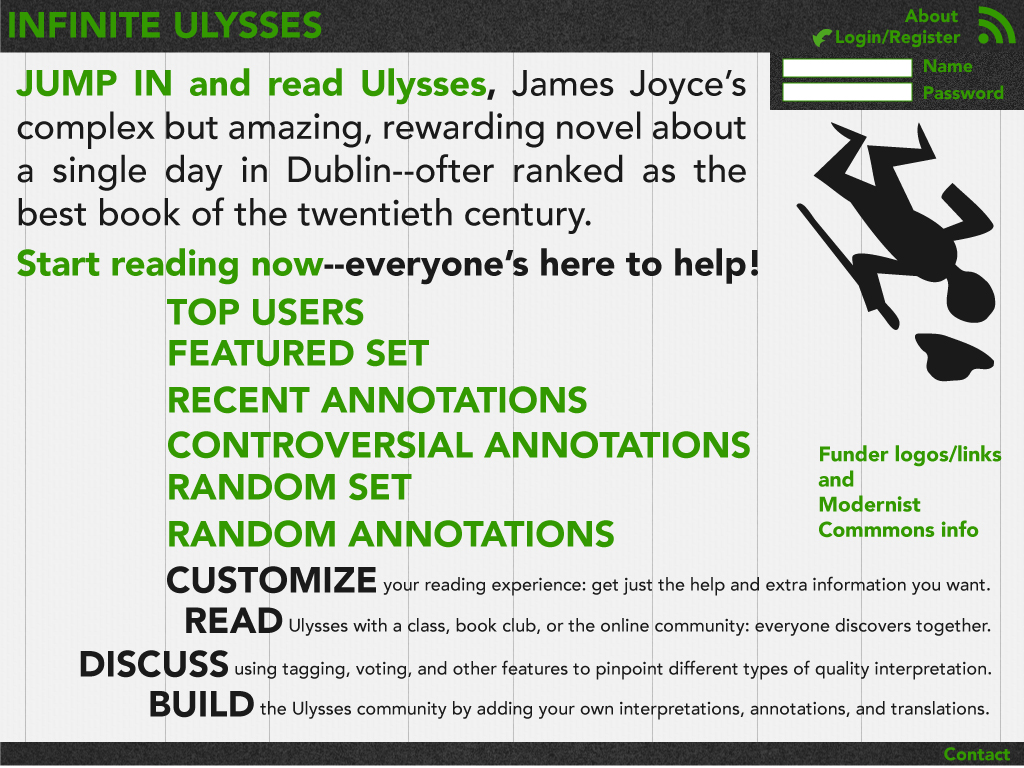 INFINITE ULYSSES
About
Login/Register
Name
Password
JUMP IN and read Ulysses, James Joyce's
complex but amazing, rewarding novel about
a single day in Dublin--ofter ranked as the
best book of the twentieth century.
Start reading now--everyone's here to help!
TOP USERS
FEATURED SET
RECENT ANNOTATIONS
CONTROVERSIAL ANNOTATIONS
RANDOM SET
RANDOM ANNOTATIONS
Funder logos/links
and
Modernist
Commmons info
CUSTOMIZE your reading experience: get just the help and extra information you want.
READ Ulysses with a class, book club, or the online community: everyone discovers together.
DISCUSS using tagging, voting, and other features to pinpoint different types of quality interpretation.
BUILD the Ulysses community by adding your own interpretations, annotations, and translations.
Contact